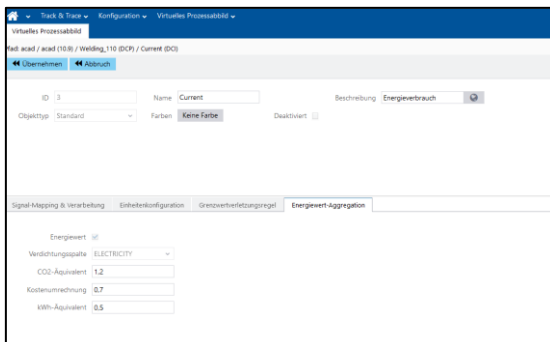 Track & Trace Konfiguration Virtuelles Prozessabbild
Virtuelles Prozessabbild
Pfad: acad / acad (10.9) / Welding_110 (DCP) / Current (DCI)
Übernehmen Abbruch
ID 3 Name Current Beschreibung Energieverbrauch
Objekttyp Standard Farben Keine Farbe Deaktiviert
Signal-Mapping & Verarbeitung Einheitenkonfiguration Grenzwertverletzungsregel Energiewert-Aggregation
Energiewert
Verdichtungsspalte ELECTRICITY
CO2-Äquivalent 1,2
Kostenumrechnung 0,7
kWh-Äquivalent 0,5